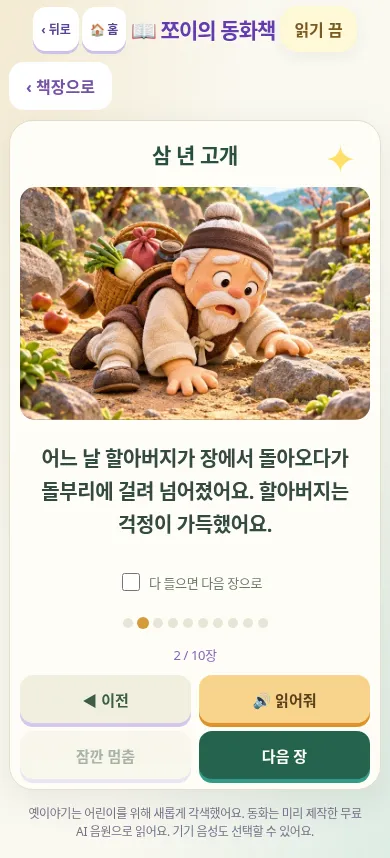 ‹ 뒤로
🏠 홈
📖 쪼이의 동화책
읽기 끔
‹ 책장으로
삼 년 고개
어느 날 할아버지가 장에서 돌아오다가
돌부리에 걸려 넘어졌어요. 할아버지는
걱정이 가득했어요.
다 들으면 다음 장으로
2 / 10장
◀ 이전
🔊 읽어줘
잠깐 멈춤
다음 장
옛이야기는 어린이를 위해 새롭게 각색했어요. 동화는 미리 제작한 무료
AI 음원으로 읽어요. 기기 음성도 선택할 수 있어요.